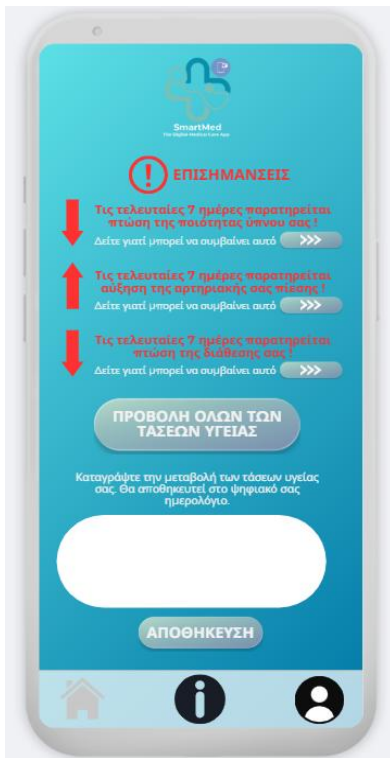 SmartMed
The Digital Medical Care App
ΕΠΙΣΗΜΑΝΣΕΙΣ
Τις τελευταίες 7 ημέρες παρατηρείται
πτώση της ποιότητας ύπνου σας !
Δείτε γιατί μπορεί να συμβαίνει αυτό >>>
Τις τελευταίες 7 ημέρες παρατηρείται
αύξηση της αρτηριακής σας πίεσης !
Δείτε γιατί μπορεί να συμβαίνει αυτό >>>
Τις τελευταίες 7 ημέρες παρατηρείται
πτώση της διάθεσης σας !
Δείτε γιατί μπορεί να συμβαίνει αυτό >>>
ΠΡΟΒΟΛΗ ΟΛΩΝ ΤΩΝ
ΤΑΣΕΩΝ ΥΓΕΙΑΣ
Καταγράψτε την μεταβολή των τάσεων υγείας
σας. Θα αποθηκευτεί στο ψηφιακό σας
ημερολόγιο.
ΑΠΟΘΗΚΕΥΣΗ